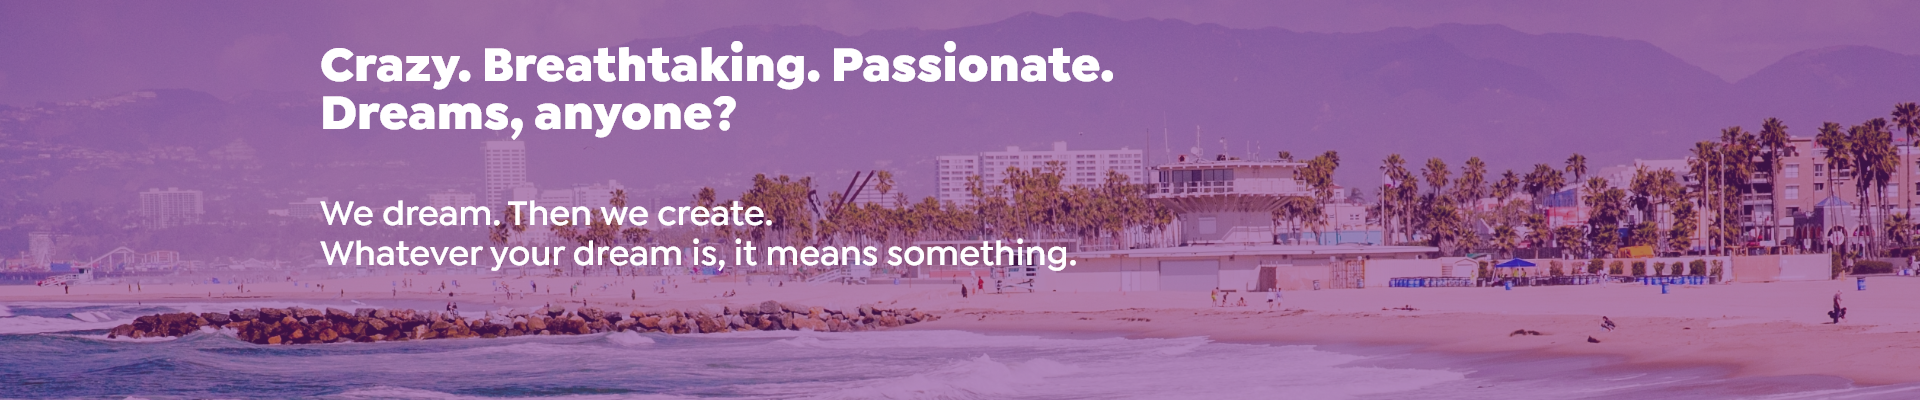 Crazy. Breathtaking. Passionate.
Dreams, anyone?
We dream. Then we create.
Whatever your dream is, it means something.